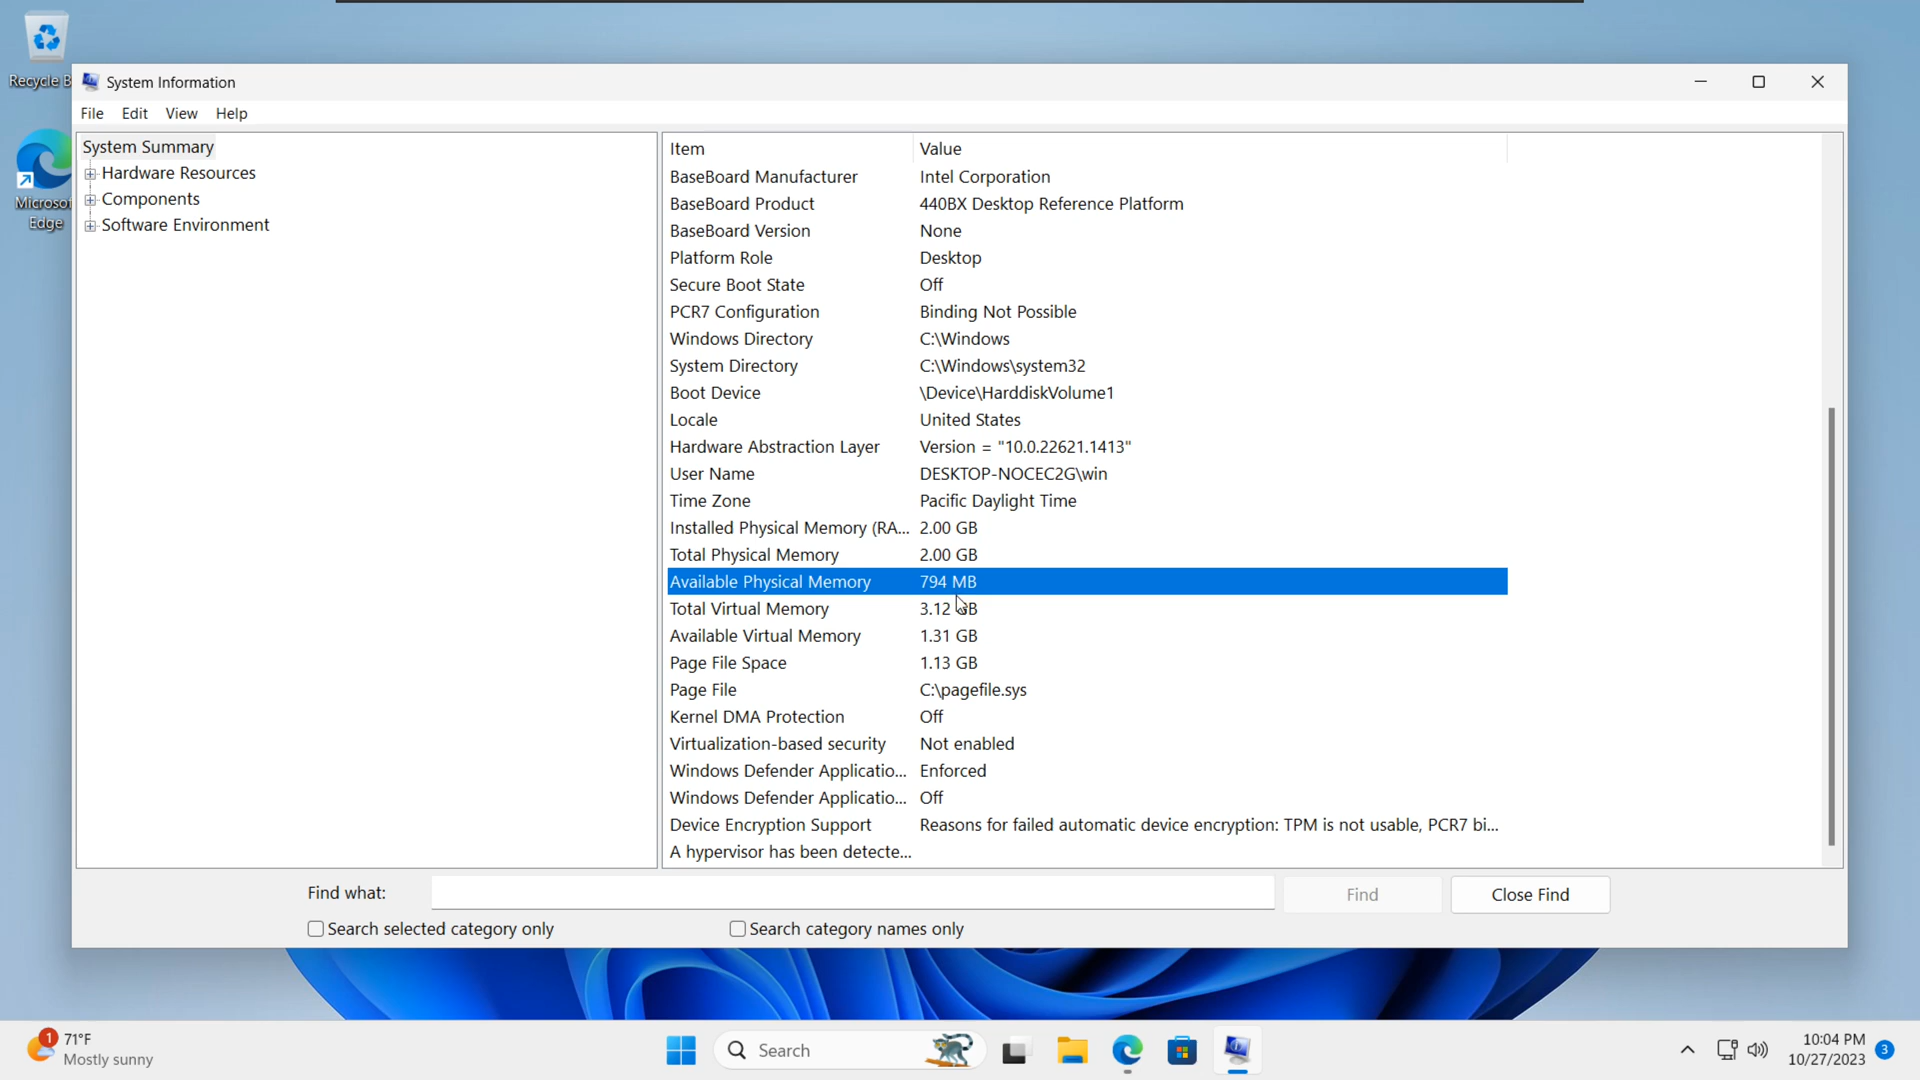 Recycle B
Microsof
Edge
System Information
File Edit View Help
System Summary
Hardware Resources
Components
Software Environment
Item Value
BaseBoard Manufacturer Intel Corporation
BaseBoard Product 440BX Desktop Reference Platform
BaseBoard Version None
Platform Role Desktop
Secure Boot State Off
PCR7 Configuration Binding Not Possible
Windows Directory C:\Windows
System Directory C:\Windows\system32
Boot Device \Device\HarddiskVolume1
Locale United States
Hardware Abstraction Layer Version = "10.0.22621.1413"
User Name DESKTOP-NOCEC2G\win
Time Zone Pacific Daylight Time
Installed Physical Memory (RA... 2.00 GB
Total Physical Memory 2.00 GB
Available Physical Memory 794 MB
Total Virtual Memory 3.12 GB
Available Virtual Memory 1.31 GB
Page File Space 1.13 GB
Page File C:\pagefile.sys
Kernel DMA Protection Off
Virtualization-based security Not enabled
Windows Defender Applicatio... Enforced
Windows Defender Applicatio... Off
Device Encryption Support Reasons for failed automatic device encryption: TPM is not usable, PCR7 bi...
A hypervisor has been detecte...
Find what: Find Close Find
Search selected category only Search category names only
1
71°F
Mostly sunny
Search
10:04 PM
10/27/2023
3